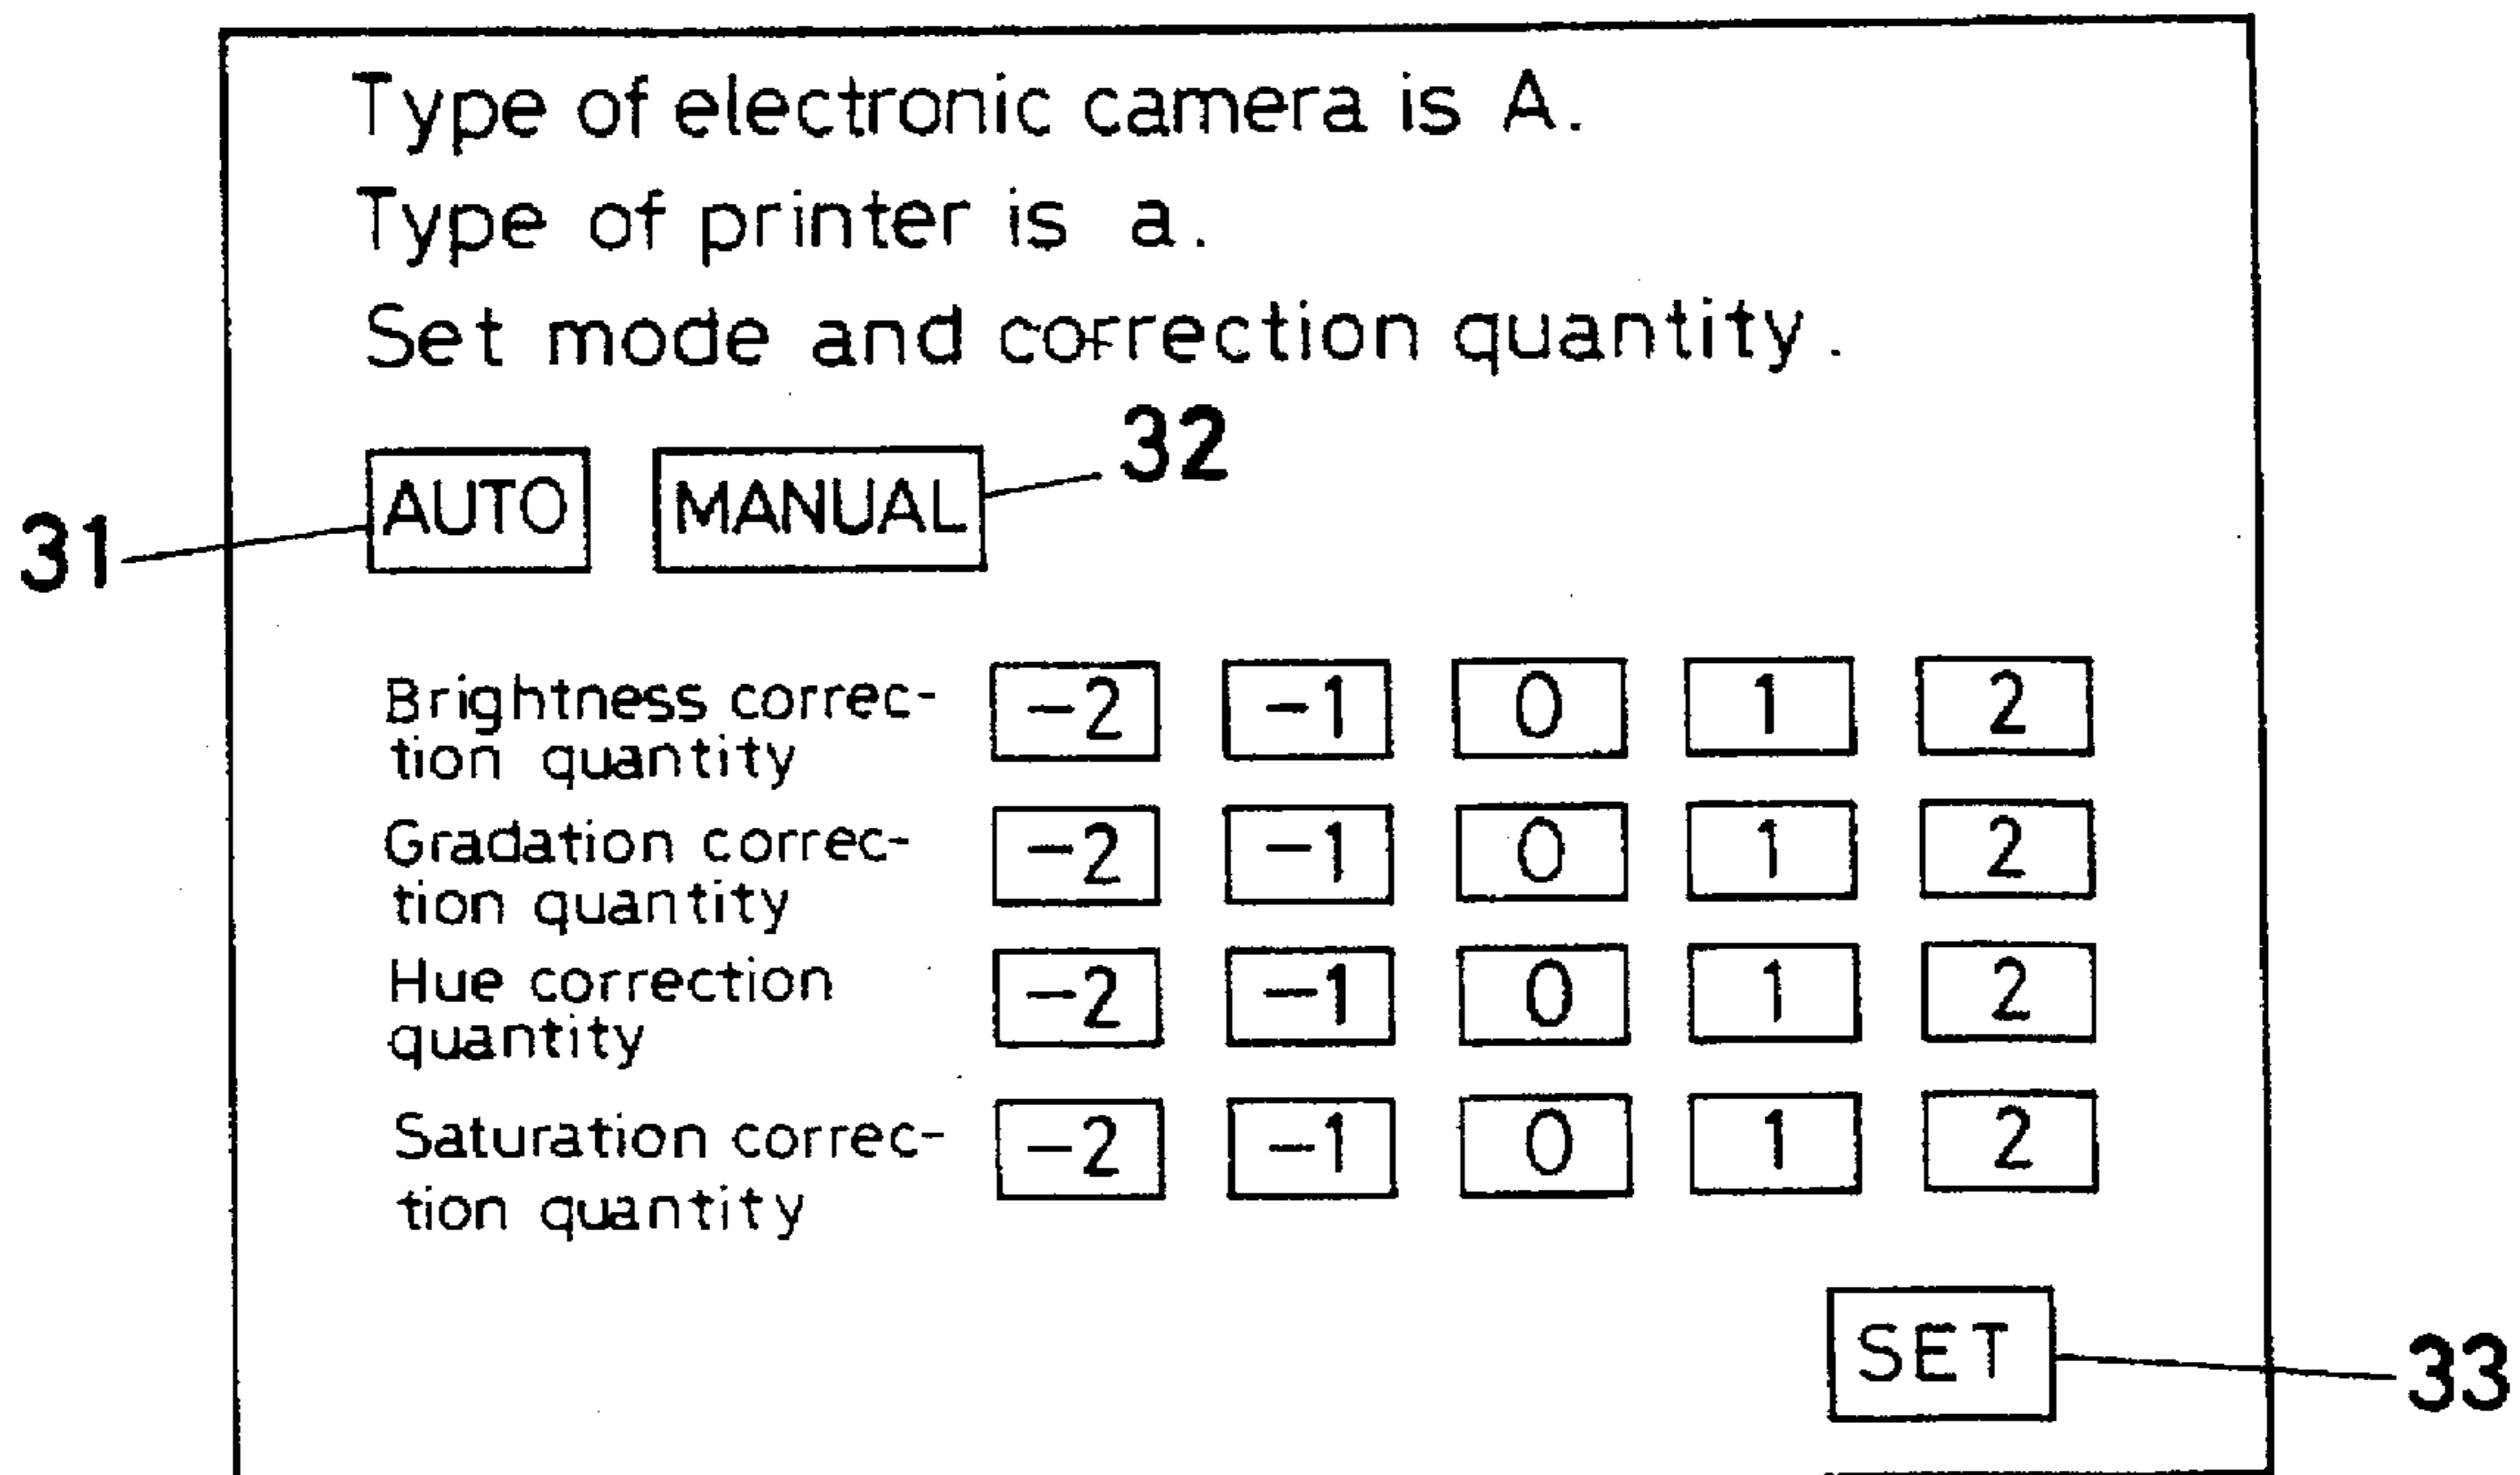 Type of electronic camera is A.
Type of printer is a.
Set mode and correction quantity.
32
AUTO MANUAL
31
Brightness correc- -2 -1 0 1 2
tion quantity
Gradation correc- -2 -1 0 1 2
tion quantity
Hue correction -2 -1 0 1 2
quantity
Saturation correc- -2 -1 0 1 2
tion quantity
SET 33